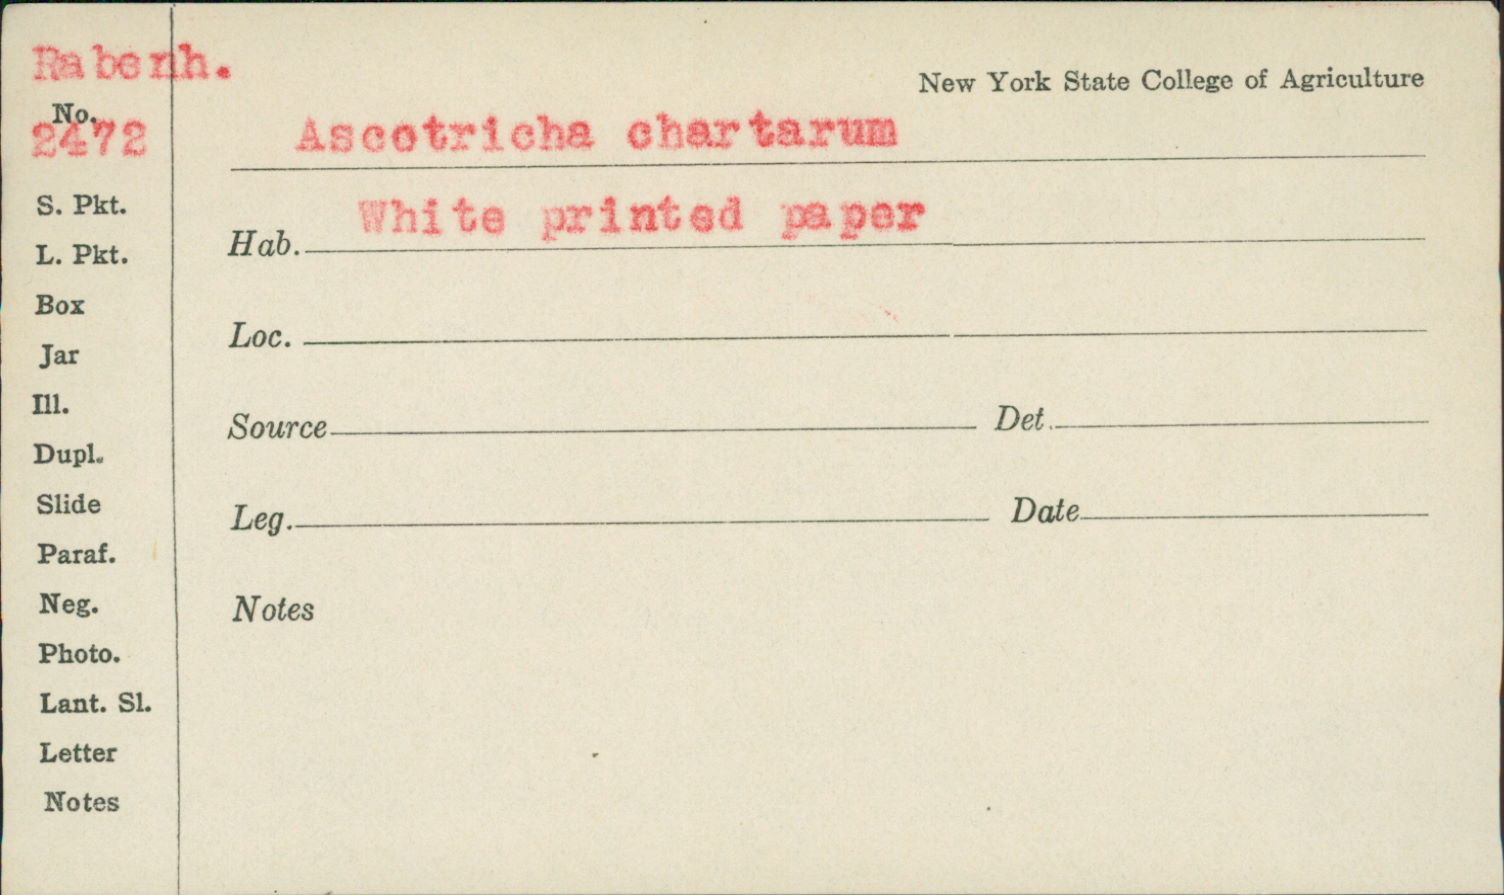 Rabenh.
New York State College of Agriculture
No.
2472
Ascotricha chartarum
S. Pkt.
White printed paper
Hab.
L. Pkt.
Box
Loc.
Jar
Ill.
Source Det.
Dupl.
Slide
Leg. Date
Paraf.
Neg.
Notes
Photo.
Lant. Sl.
Letter
Notes